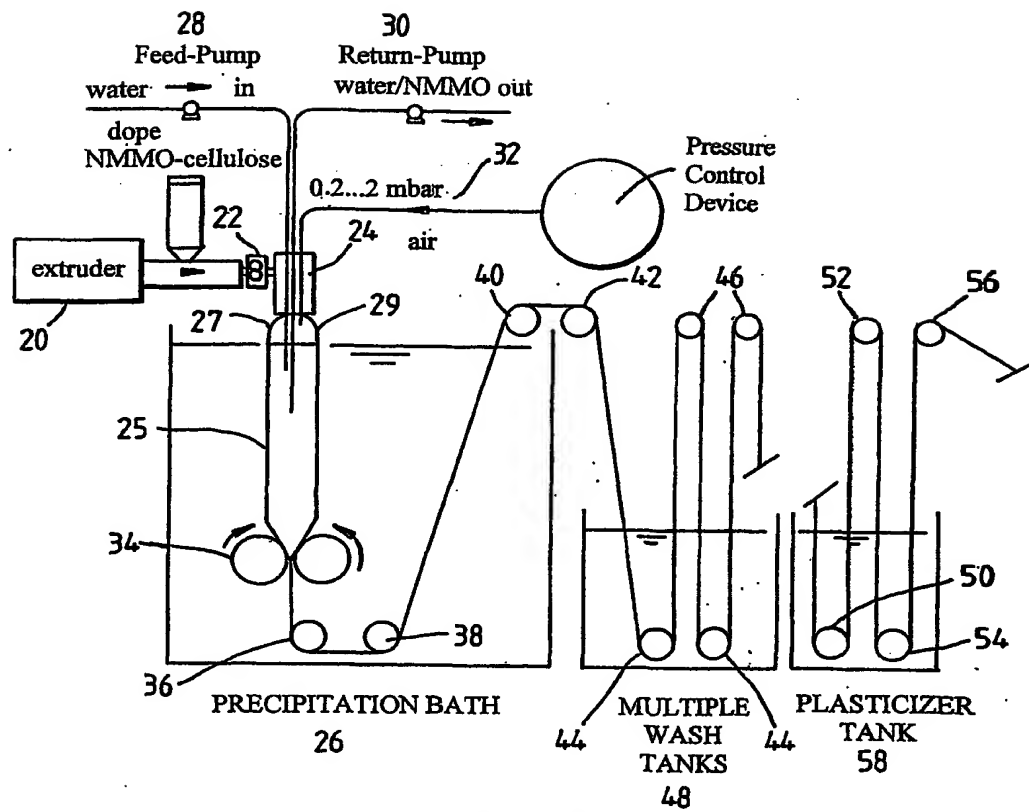 28
Feed-Pump
water in
30
Return-Pump
water/NMMO out
dope
NMMO-cellulose
32
Pressure
Control
Device
0.2...2 mbar
air
22
24
extruder
20
27
29
40
42
46
52
56
25
34
36
38
50
54
PRECIPITATION BATH
26
44
MULTIPLE
WASH
TANKS
48
44
PLASTICIZER
TANK
58